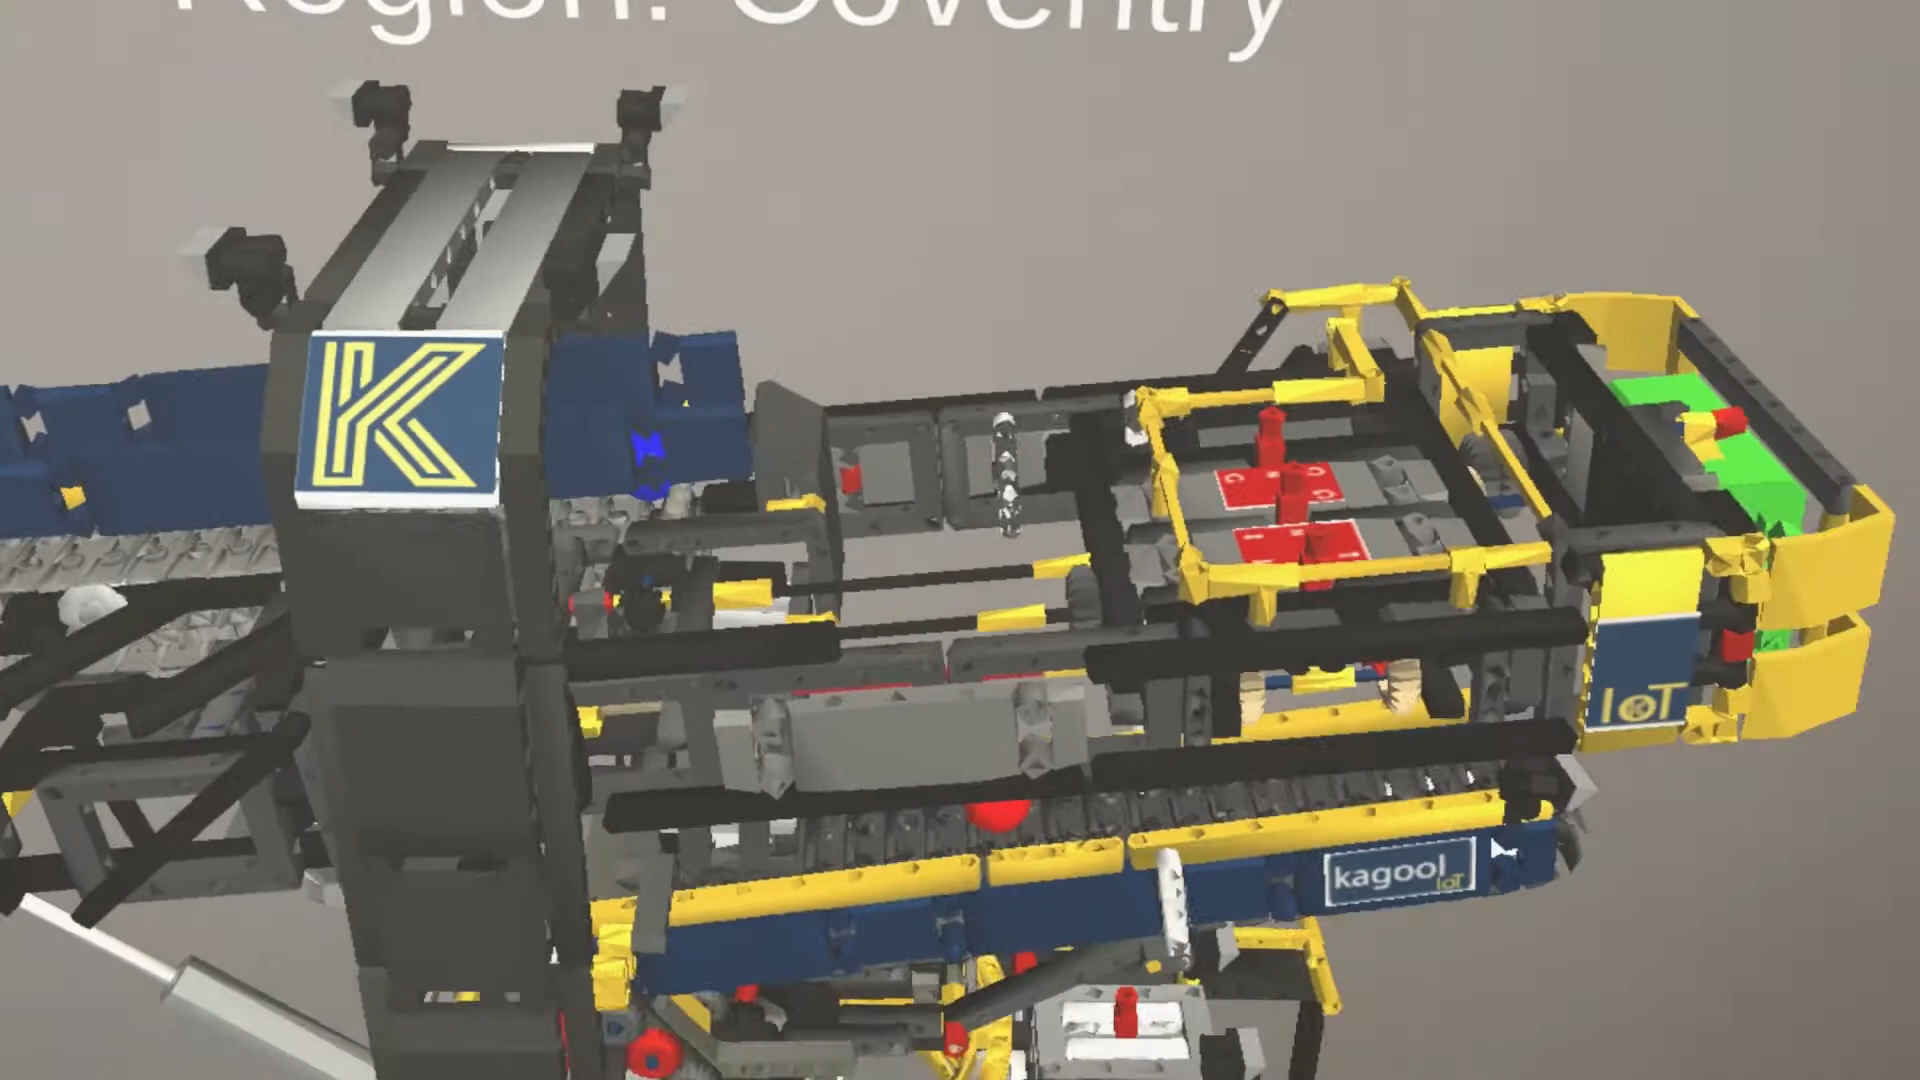 Region: Coventry
K
C
C
IoT
kagool
IoT